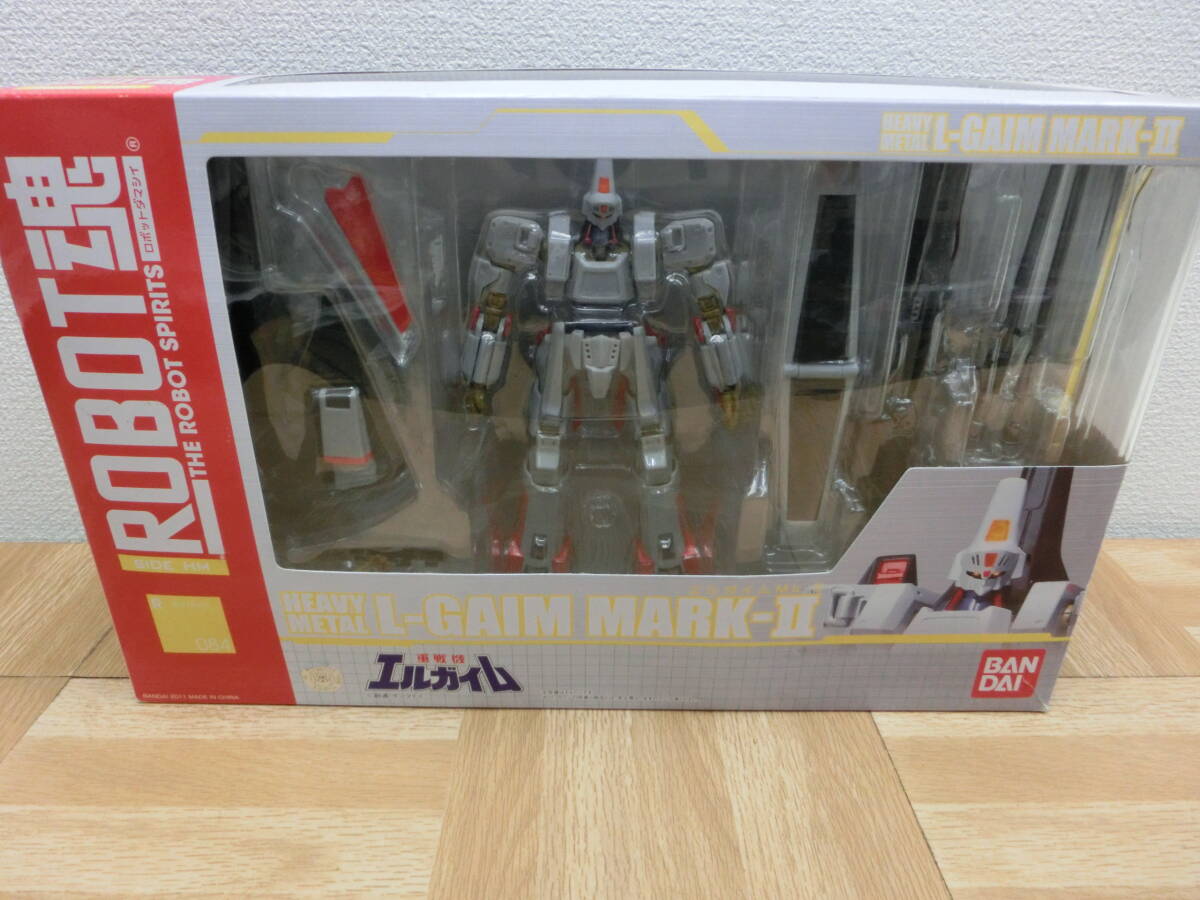 HEAVY METAL L-GAIM MARK-II
ROBOT魂
THE ROBOT SPIRITS ロボットダマシイ®
SIDE HM
084
BANDAI 2011 MADE IN CHINA
HEAVY METAL L-GAIM MARK-II
重戦機
エルガイム
BAN
DAI